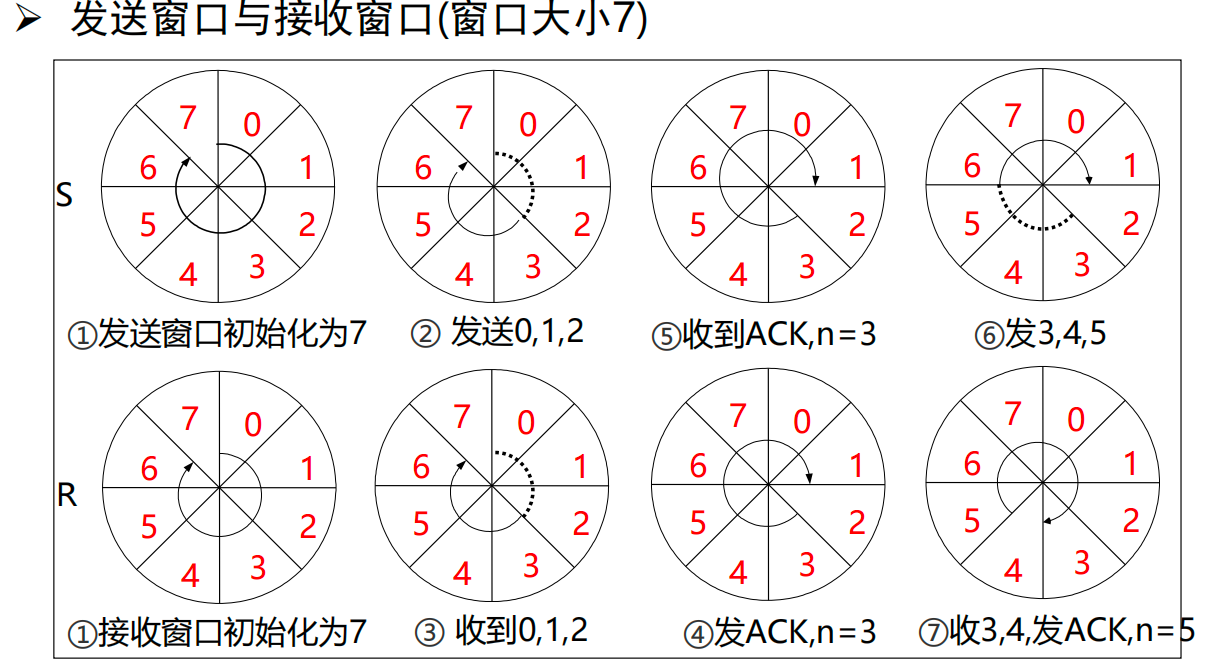 ➢ 发送窗口与接收窗口(窗口大小7)
S
7 0 6 1 5 2 4 3
7 0 6 1 5 2 4 3
7 0 6 1 5 2 4 3
7 0 6 1 5 2 4 3
①发送窗口初始化为7
② 发送0,1,2
⑤收到ACK,n=3
⑥发3,4,5
R
7 0 6 1 5 2 4 3
7 0 6 1 5 2 4 3
7 0 6 1 5 2 4 3
7 0 6 1 5 2 4 3
①接收窗口初始化为7
③ 收到0,1,2
④发ACK,n=3
⑦收3,4,发ACK,n=5